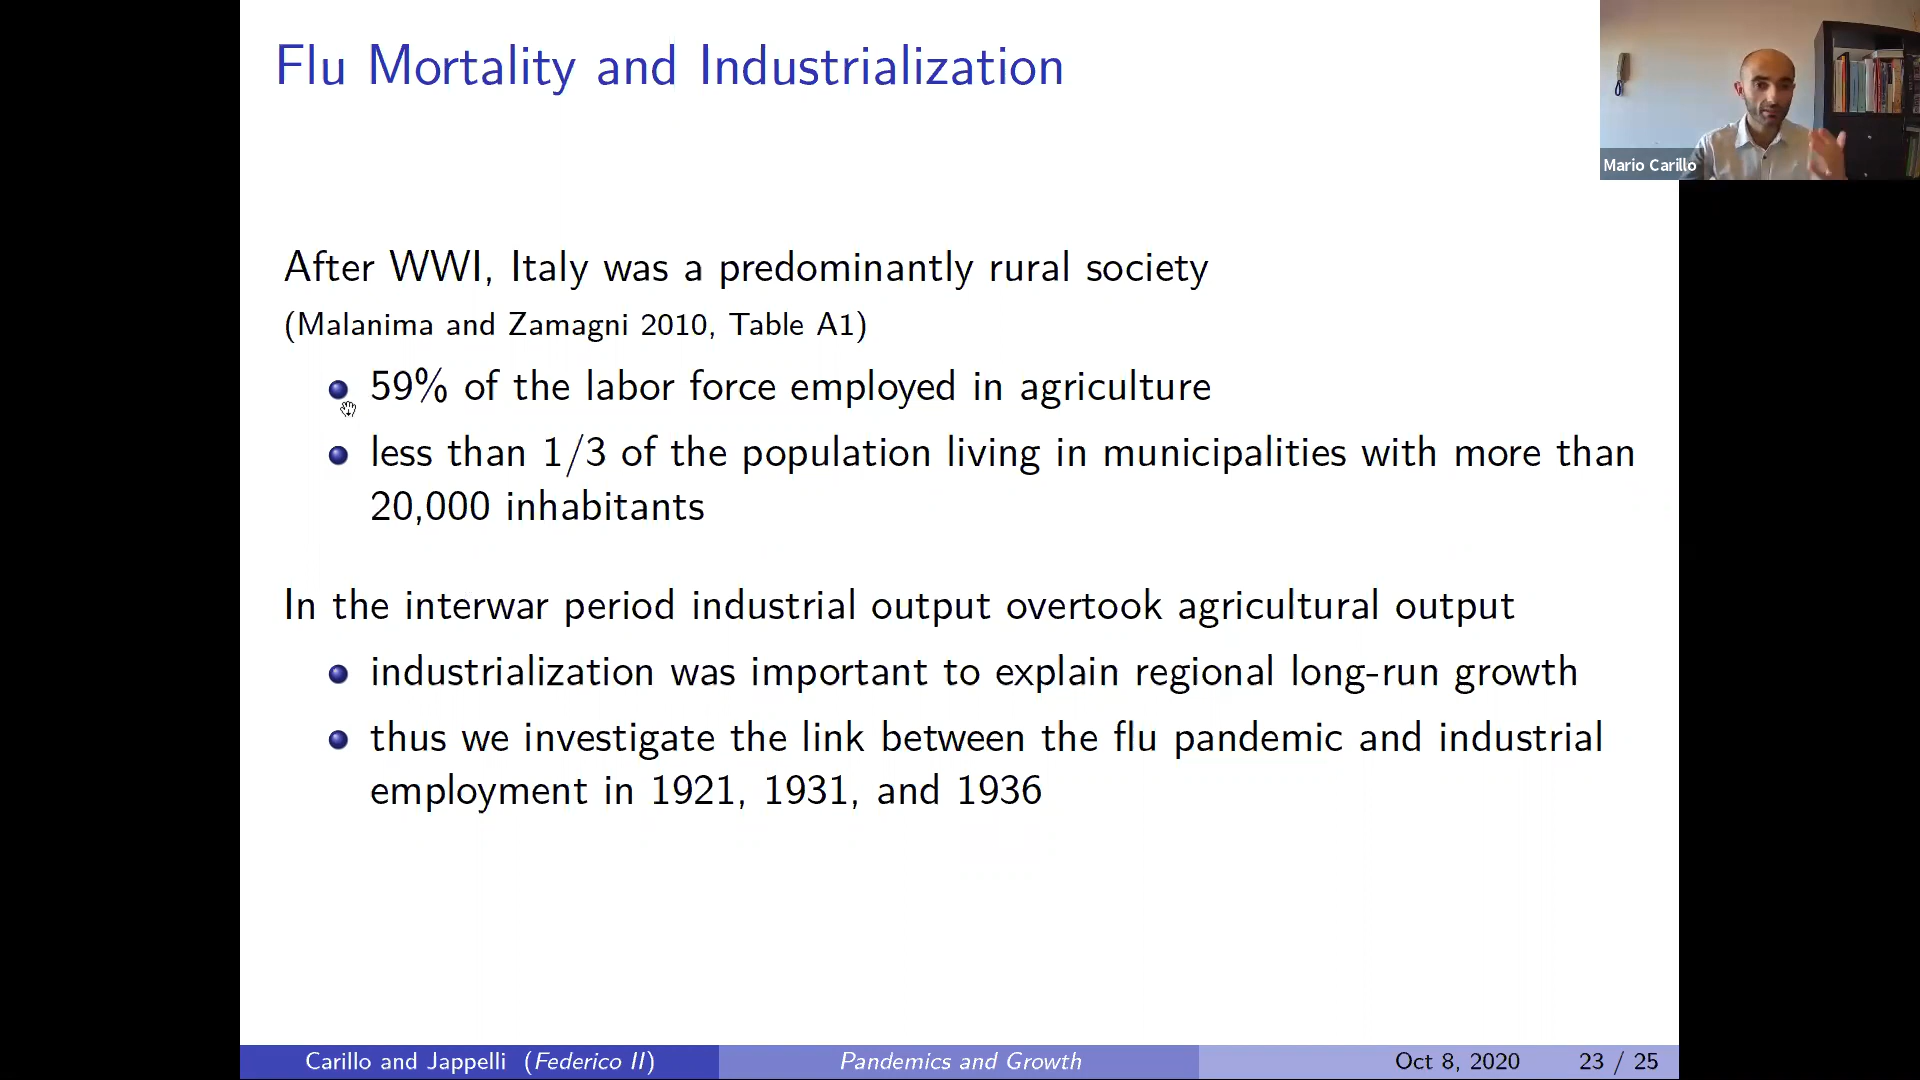 Flu Mortality and Industrialization
Mario Carillo
After WWI, Italy was a predominantly rural society
(Malanima and Zamagni 2010, Table A1)
59% of the labor force employed in agriculture
less than 1/3 of the population living in municipalities with more than
20,000 inhabitants
In the interwar period industrial output overtook agricultural output
industrialization was important to explain regional long-run growth
thus we investigate the link between the flu pandemic and industrial
employment in 1921, 1931, and 1936
Carillo and Jappelli (Federico II)
Pandemics and Growth
Oct 8, 2020
23 / 25